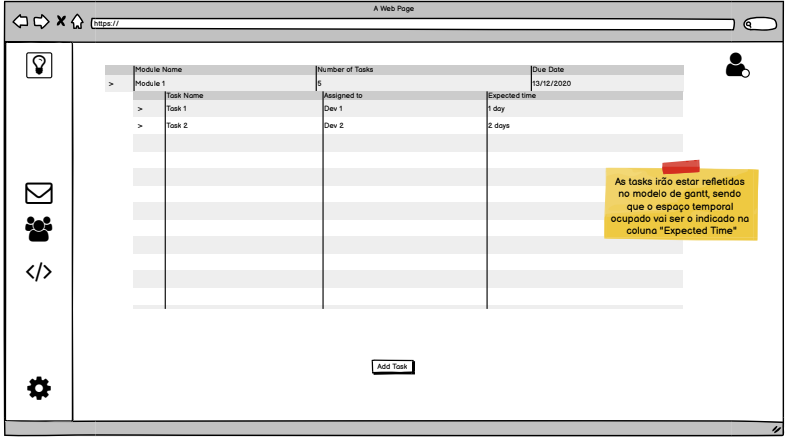 A Web Page
https://
Module Name Number of Tasks Due Date
> Module 1 5 13/12/2020
Task Name Assigned to Expected time
> Task 1 Dev 1 1 day
> Task 2 Dev 2 2 days
As tasks irão estar refletidas
no modelo de gantt, sendo
que o espaço temporal
ocupado vai ser o indicado na
coluna "Expected Time"
</>
Add Task